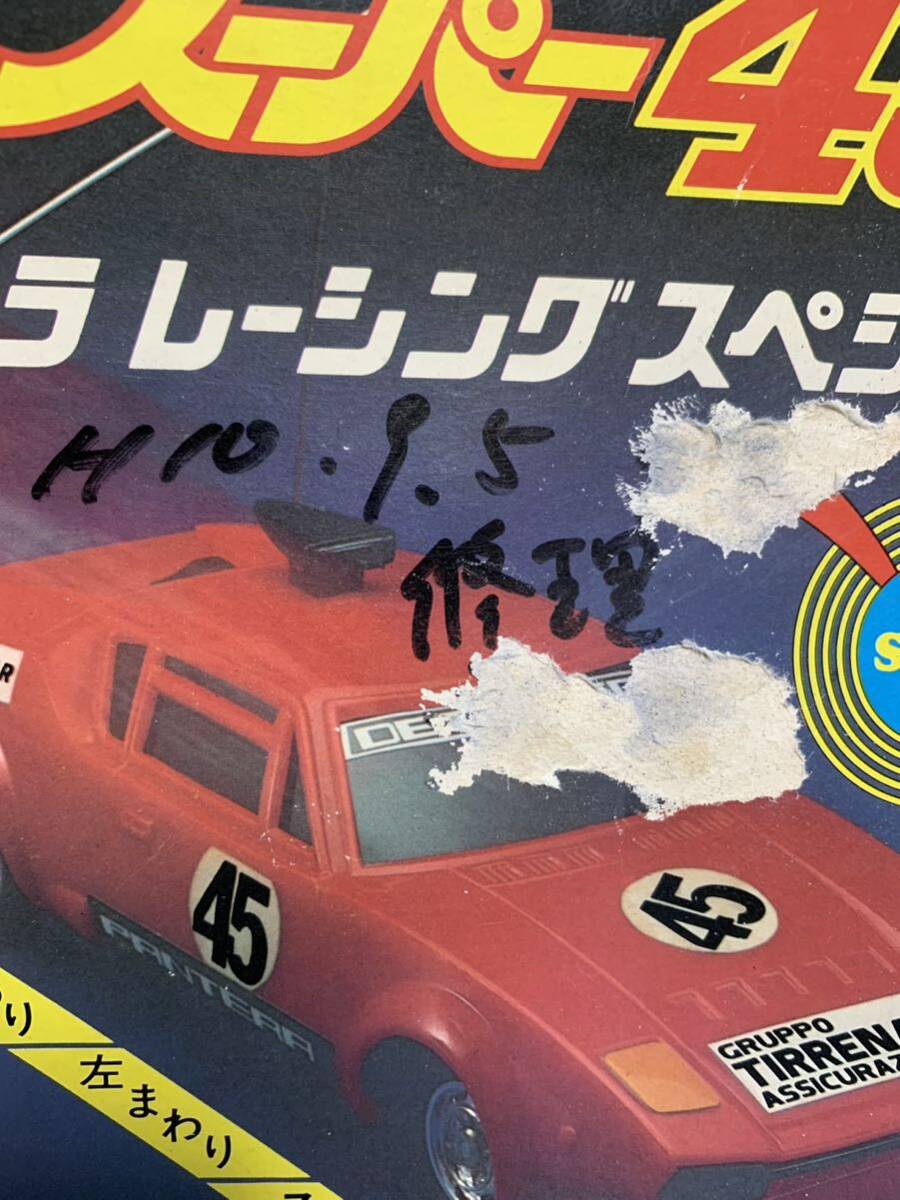 スーパー45
ラ レーシングスペシ
H10.9.5
修理
DE
45
45
PANTERA
GRUPPO
TIRRENA
ASSICURAZ
り
左まわり